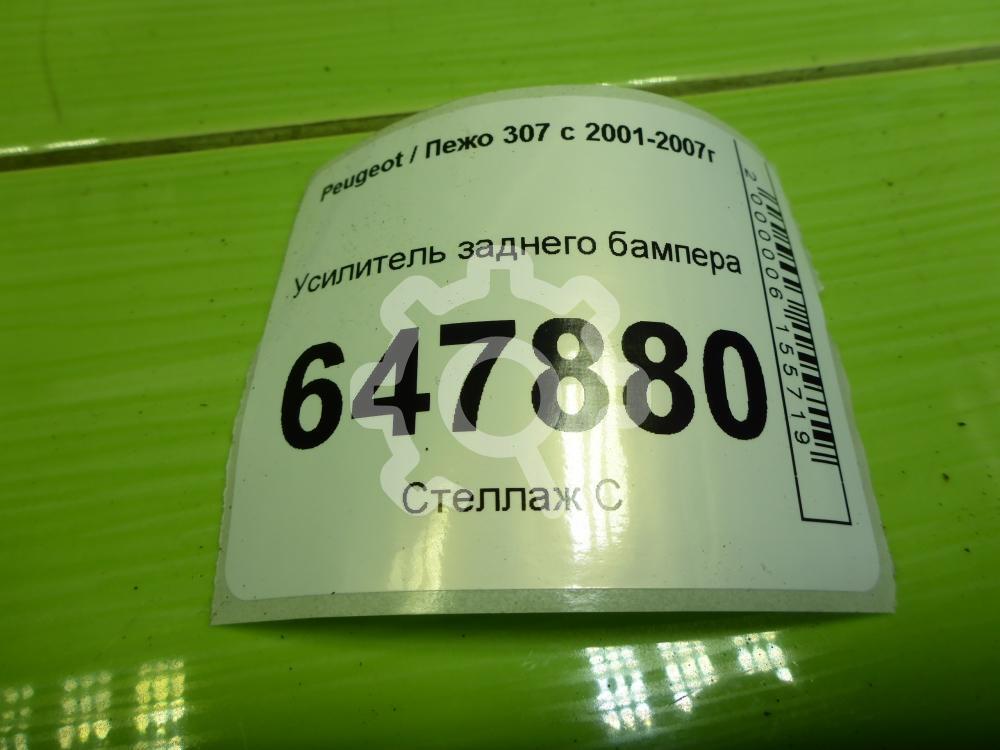 Peugeot / Пежо 307 с 2001-2007г
Усилитель заднего бампера
647880
Стеллаж С
2000006155719